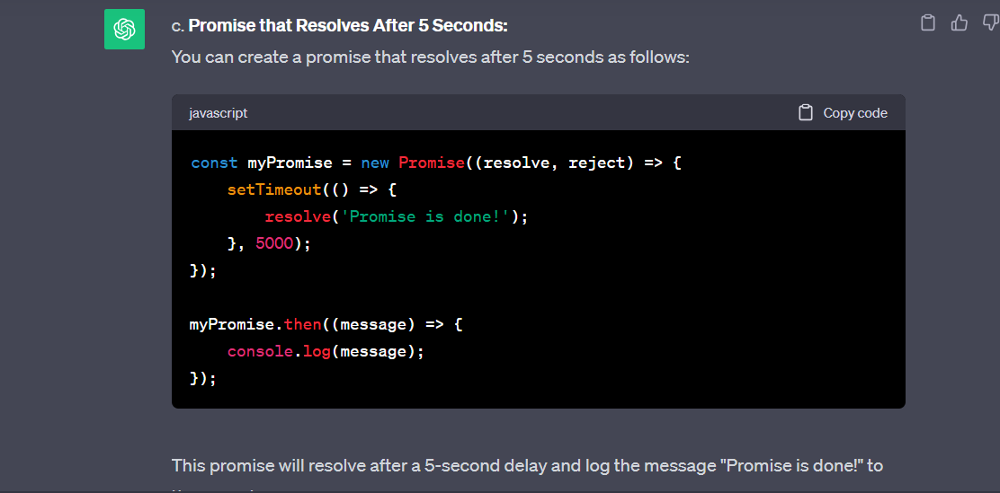 c. Promise that Resolves After 5 Seconds:
You can create a promise that resolves after 5 seconds as follows:
javascript
Copy code
const myPromise = new Promise((resolve, reject) => {
    setTimeout(() => {
        resolve('Promise is done!');
    }, 5000);
});
myPromise.then((message) => {
    console.log(message);
});
This promise will resolve after a 5-second delay and log the message "Promise is done!" to